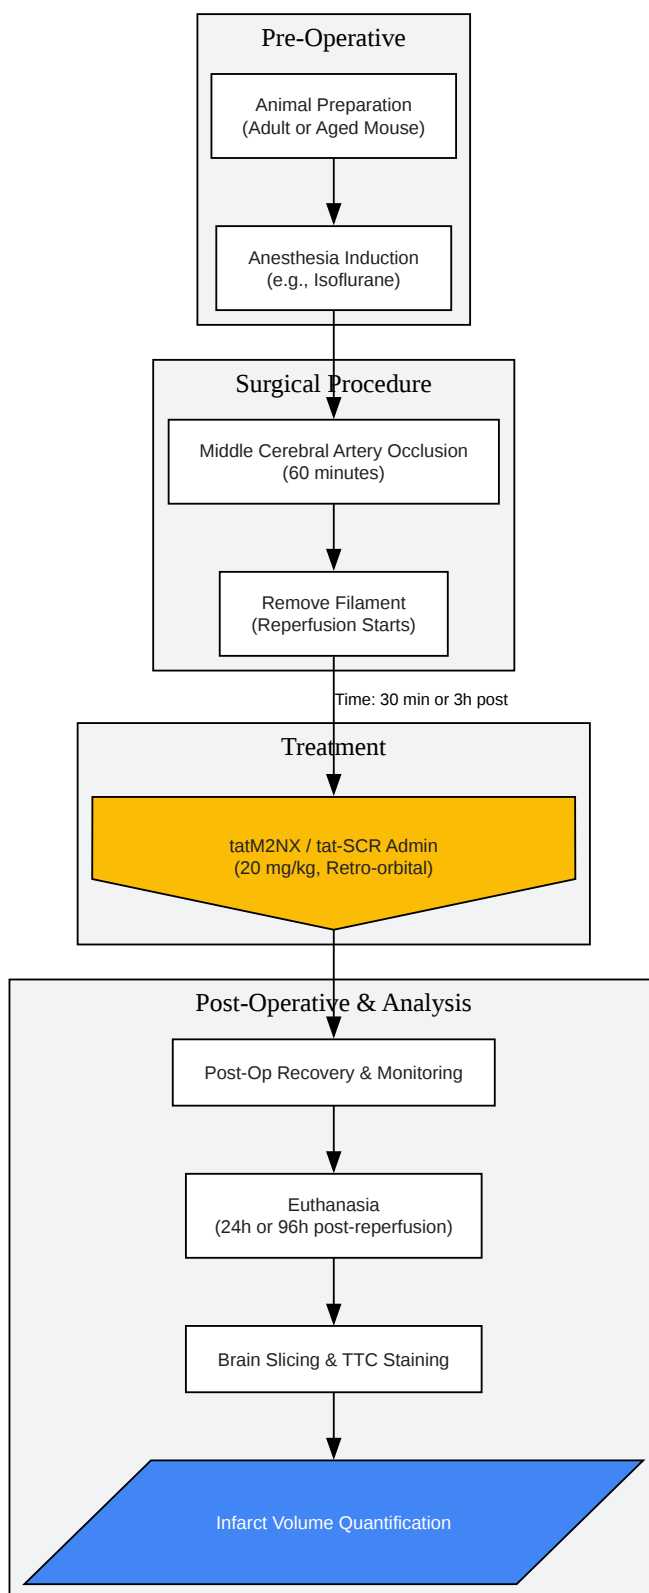 Pre-Operative
Animal Preparation
(Adult or Aged Mouse)
Anesthesia Induction
(e.g., Isoflurane)
Surgical Procedure
Middle Cerebral Artery Occlusion
(60 minutes)
Remove Filament
(Reperfusion Starts)
Time: 30 min or 3h post
Treatment
tatM2NX / tat-SCR Admin
(20 mg/kg, Retro-orbital)
Post-Operative & Analysis
Post-Op Recovery & Monitoring
Euthanasia
(24h or 96h post-reperfusion)
Brain Slicing & TTC Staining
Infarct Volume Quantification